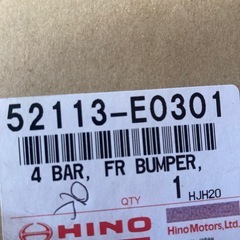 52113-E0301
4 BAR, FR BUMPER,
QTY
1
HJH20
HINO
Hino Motors, Ltd.